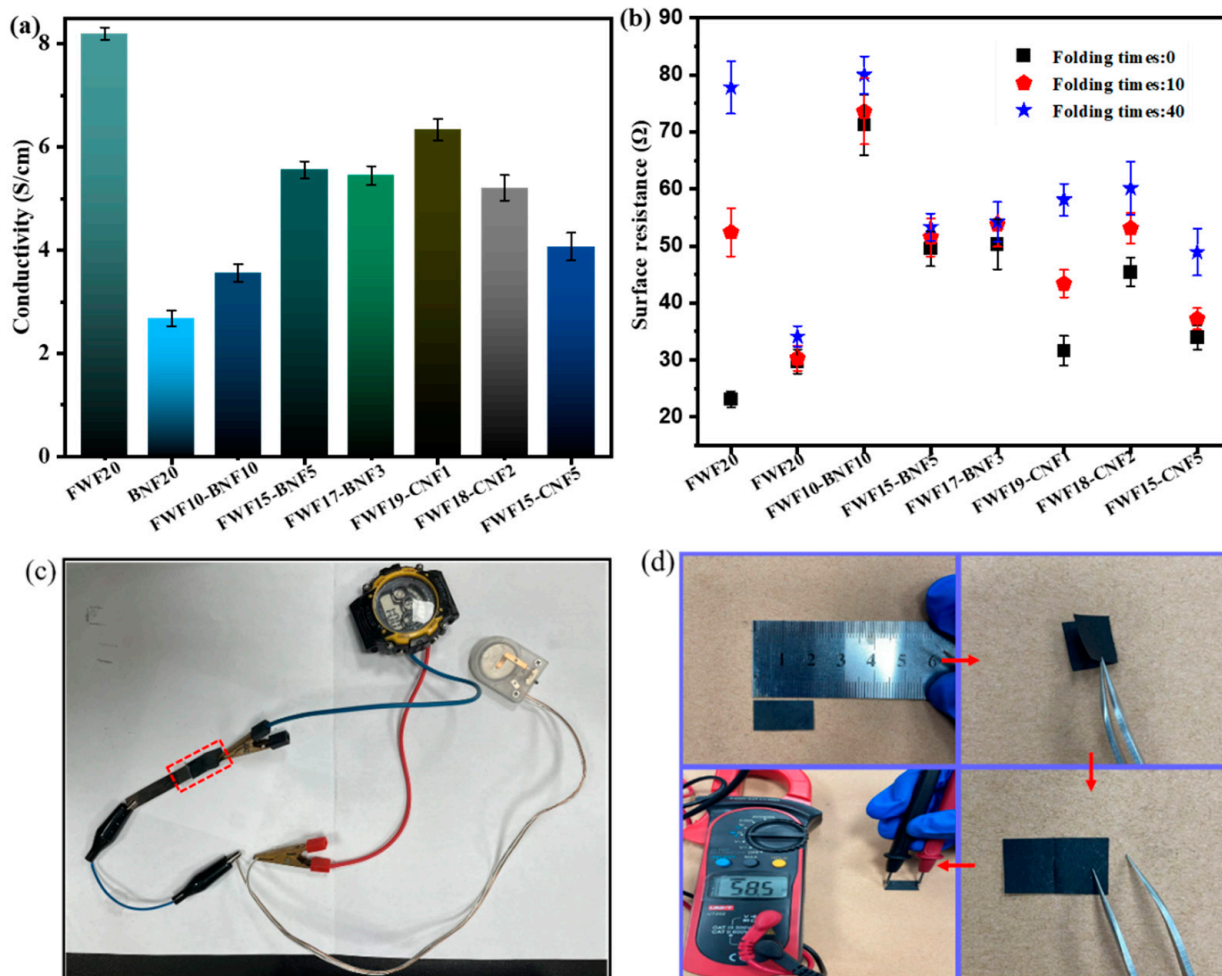 (a)
Conductivity (S/cm)
8
6
4
2
0
FWF20
BNF20
FWF10-BNF10
FWF15-BNF5
FWF17-BNF3
FWF19-CNF1
FWF18-CNF2
FWF15-CNF5
(b)
Surface resistance (Ω)
90
80
70
60
50
40
30
20
Folding times:0
Folding times:10
Folding times:40
FWF20
FWF20
FWF10-BNF10
FWF15-BNF5
FWF17-BNF3
FWF19-CNF1
FWF18-CNF2
FWF15-CNF5
(c)
(d)
1 2 3 4 5 6
58.5
UNI-T